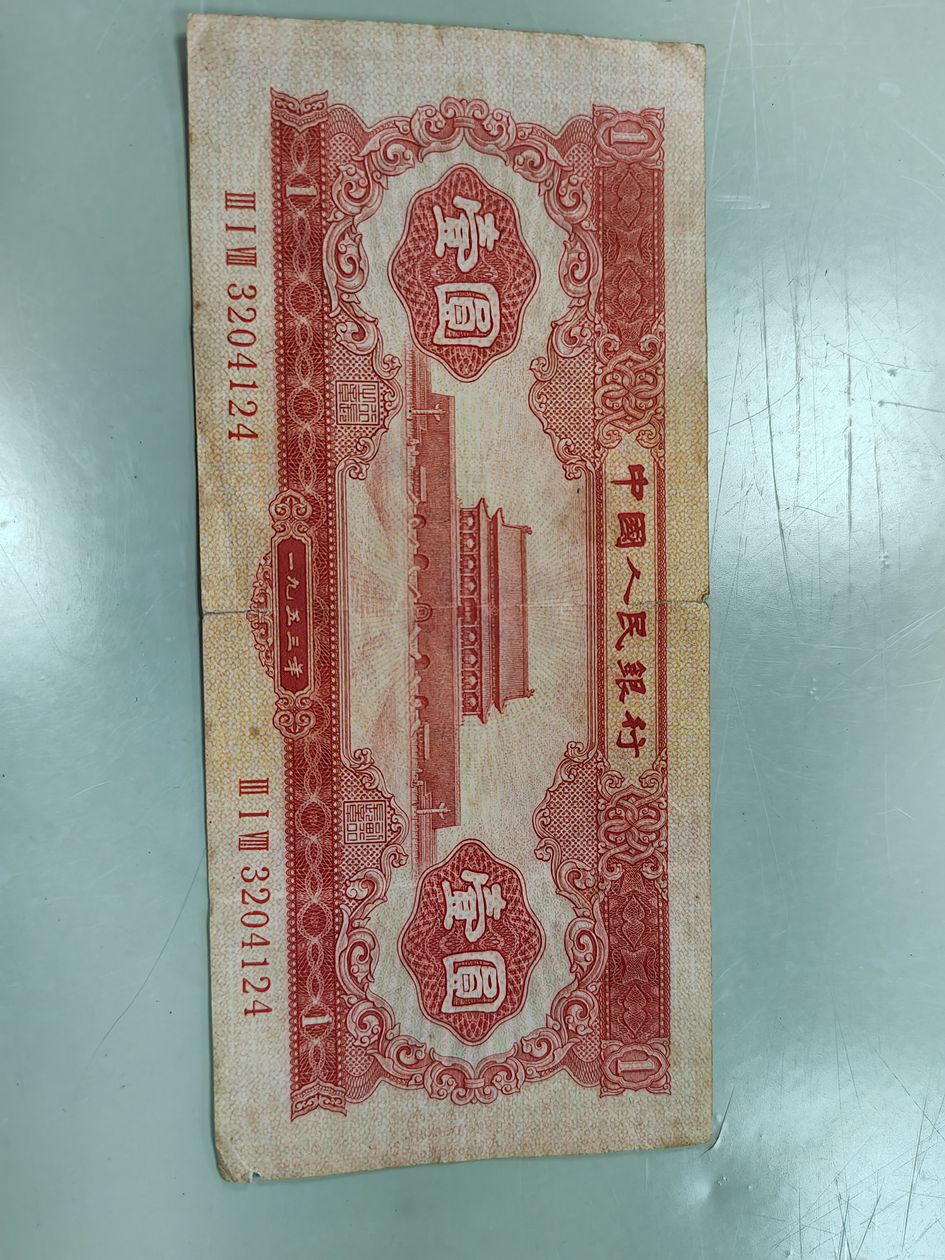 1 中國人民銀行 1
壹圓 壹圓
1 一九五三年 1
Ⅲ Ⅰ Ⅷ 3204124 Ⅲ Ⅰ Ⅷ 3204124